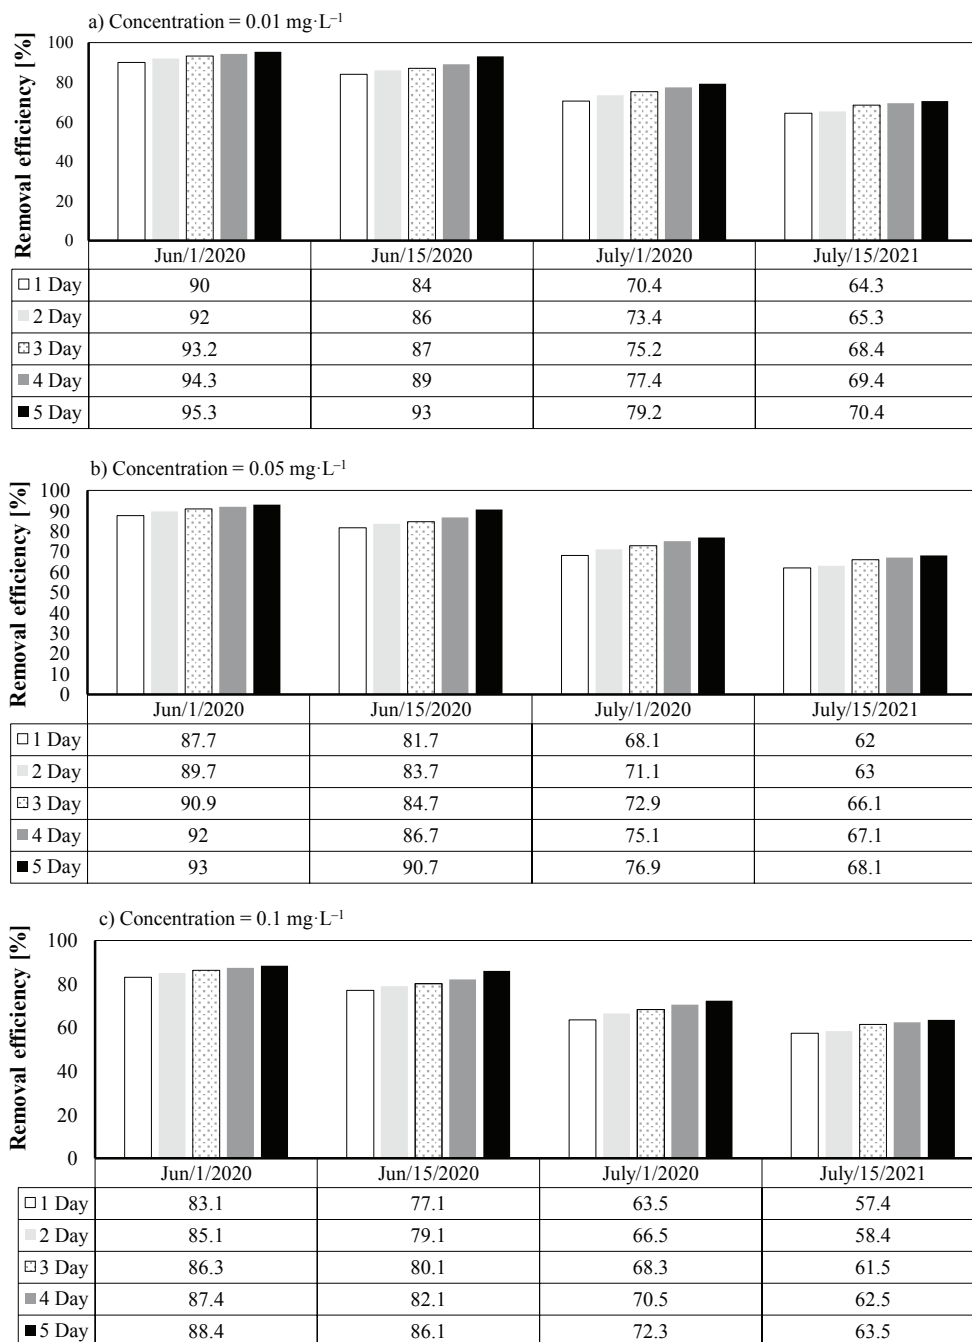 a) Concentration = 0.01 mg·L⁻¹
Removal efficiency [%]
100
80
60
40
20
0
Jun/1/2020 Jun/15/2020 July/1/2020 July/15/2021
1 Day 90 84 70.4 64.3
2 Day 92 86 73.4 65.3
3 Day 93.2 87 75.2 68.4
4 Day 94.3 89 77.4 69.4
5 Day 95.3 93 79.2 70.4
b) Concentration = 0.05 mg·L⁻¹
Removal efficiency [%]
100
90
80
70
60
50
40
30
20
10
0
Jun/1/2020 Jun/15/2020 July/1/2020 July/15/2021
1 Day 87.7 81.7 68.1 62
2 Day 89.7 83.7 71.1 63
3 Day 90.9 84.7 72.9 66.1
4 Day 92 86.7 75.1 67.1
5 Day 93 90.7 76.9 68.1
c) Concentration = 0.1 mg·L⁻¹
Removal efficiency [%]
100
80
60
40
20
0
Jun/1/2020 Jun/15/2020 July/1/2020 July/15/2021
1 Day 83.1 77.1 63.5 57.4
2 Day 85.1 79.1 66.5 58.4
3 Day 86.3 80.1 68.3 61.5
4 Day 87.4 82.1 70.5 62.5
5 Day 88.4 86.1 72.3 63.5